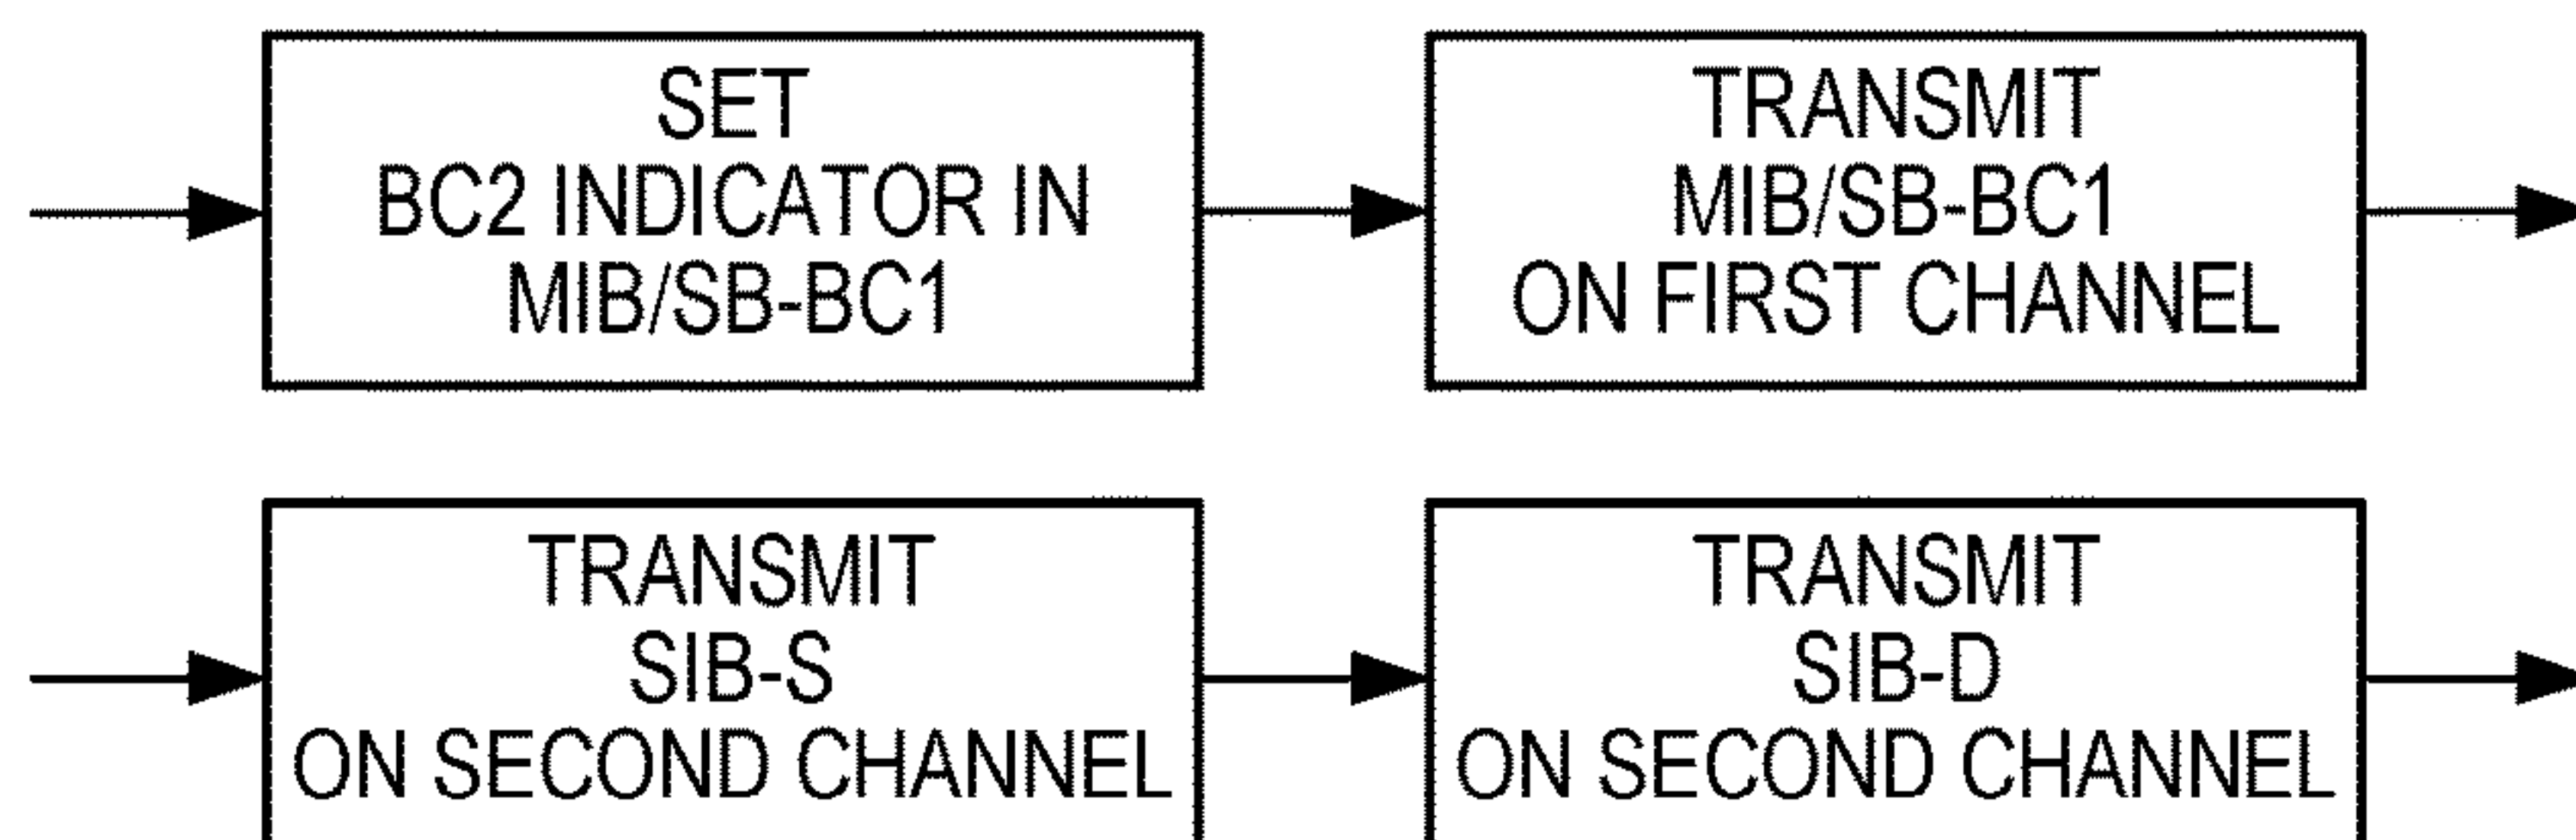 SET
BC2 INDICATOR IN
MIB/SB-BC1
TRANSMIT
MIB/SB-BC1
ON FIRST CHANNEL
TRANSMIT
SIB-S
ON SECOND CHANNEL
TRANSMIT
SIB-D
ON SECOND CHANNEL